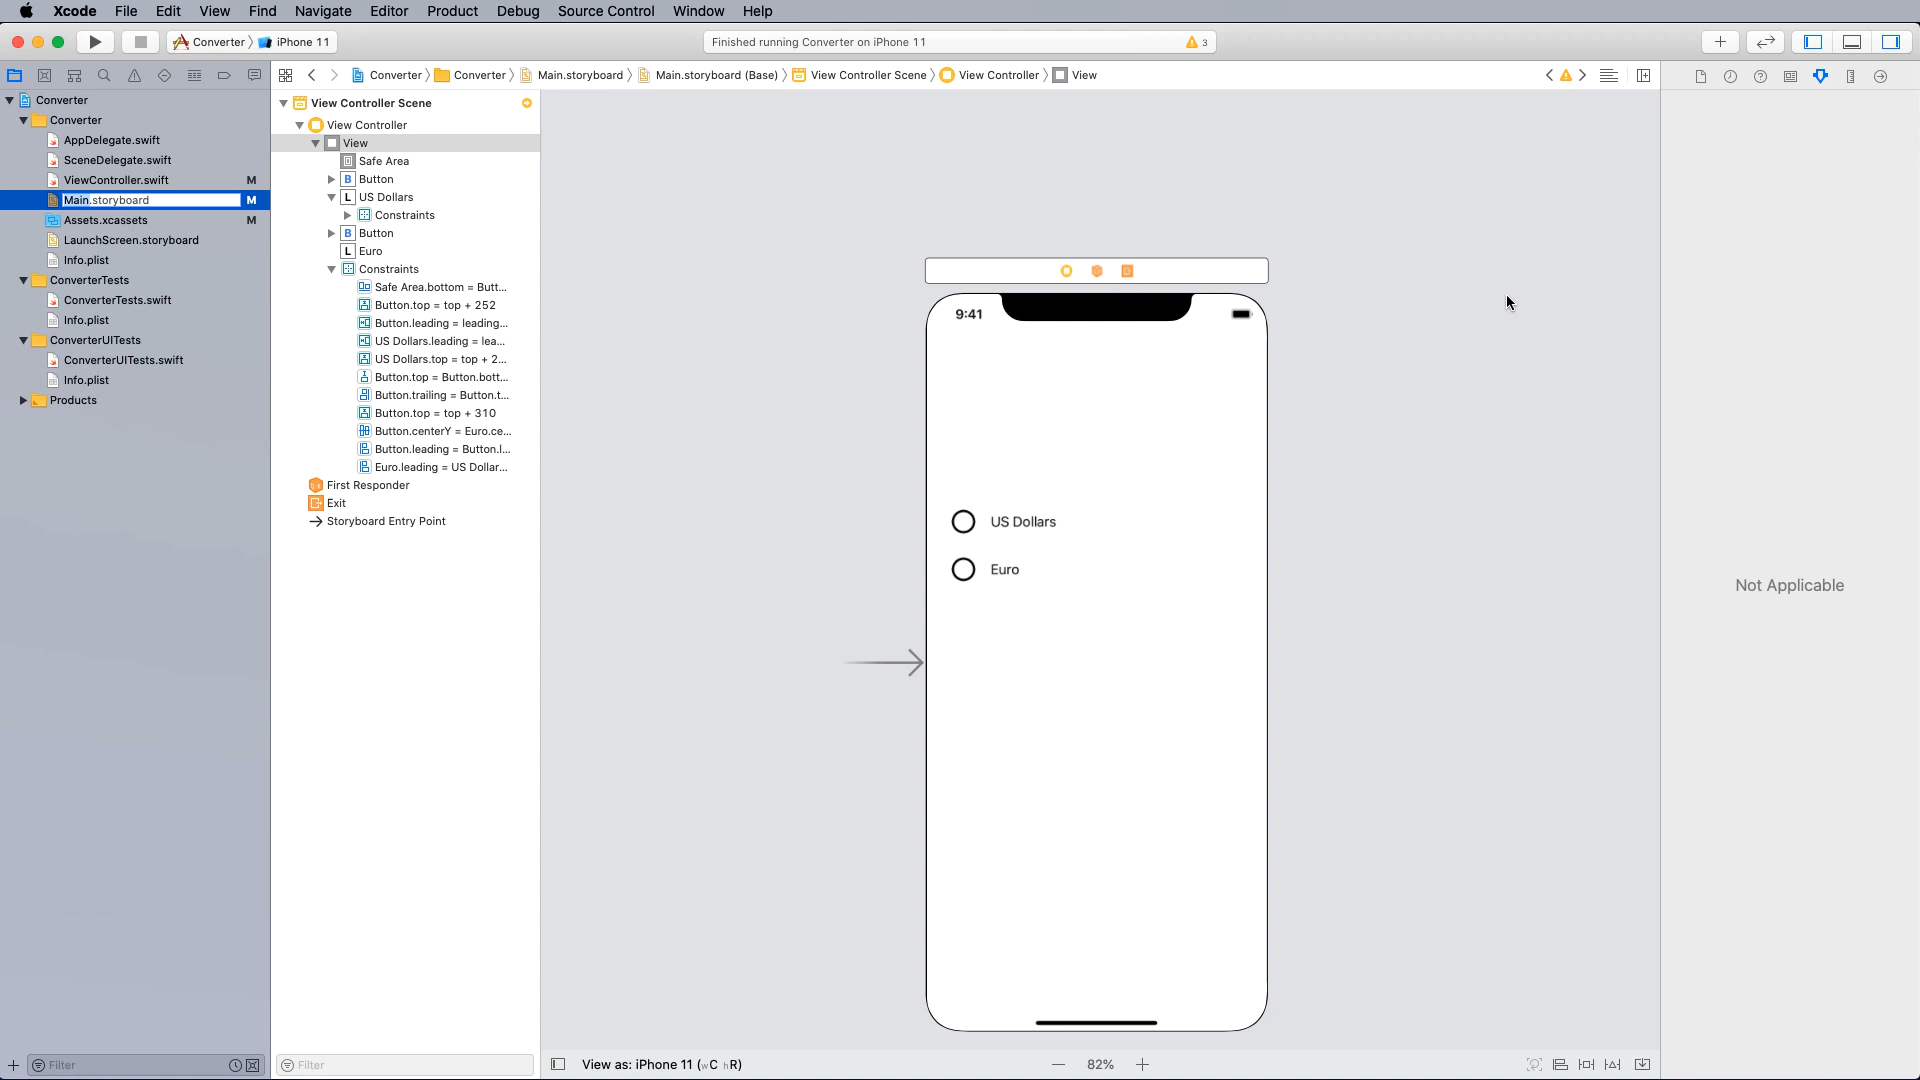 Xcode File Edit View Find Navigate Editor Product Debug Source Control Window Help
Converter iPhone 11
Finished running Converter on iPhone 11
3
Converter
Converter
AppDelegate.swift
SceneDelegate.swift
ViewController.swift M
Main.storyboard M
Assets.xcassets M
LaunchScreen.storyboard
Info.plist
ConverterTests
ConverterTests.swift
Info.plist
ConverterUITests
ConverterUITests.swift
Info.plist
Products
Filter
Converter Converter Main.storyboard Main.storyboard (Base) View Controller Scene View Controller View
View Controller Scene
View Controller
View
Safe Area
B Button
L US Dollars
Constraints
B Button
L Euro
Constraints
Safe Area.bottom = Butt...
Button.top = top + 252
Button.leading = leading...
US Dollars.leading = lea...
US Dollars.top = top + 2...
Button.top = Button.bott...
Button.trailing = Button.t...
Button.top = top + 310
Button.centerY = Euro.ce...
Button.leading = Button.l...
Euro.leading = US Dollar...
First Responder
Exit
Storyboard Entry Point
Filter
9:41
US Dollars
Euro
View as: iPhone 11 (wC hR)
82%
Not Applicable